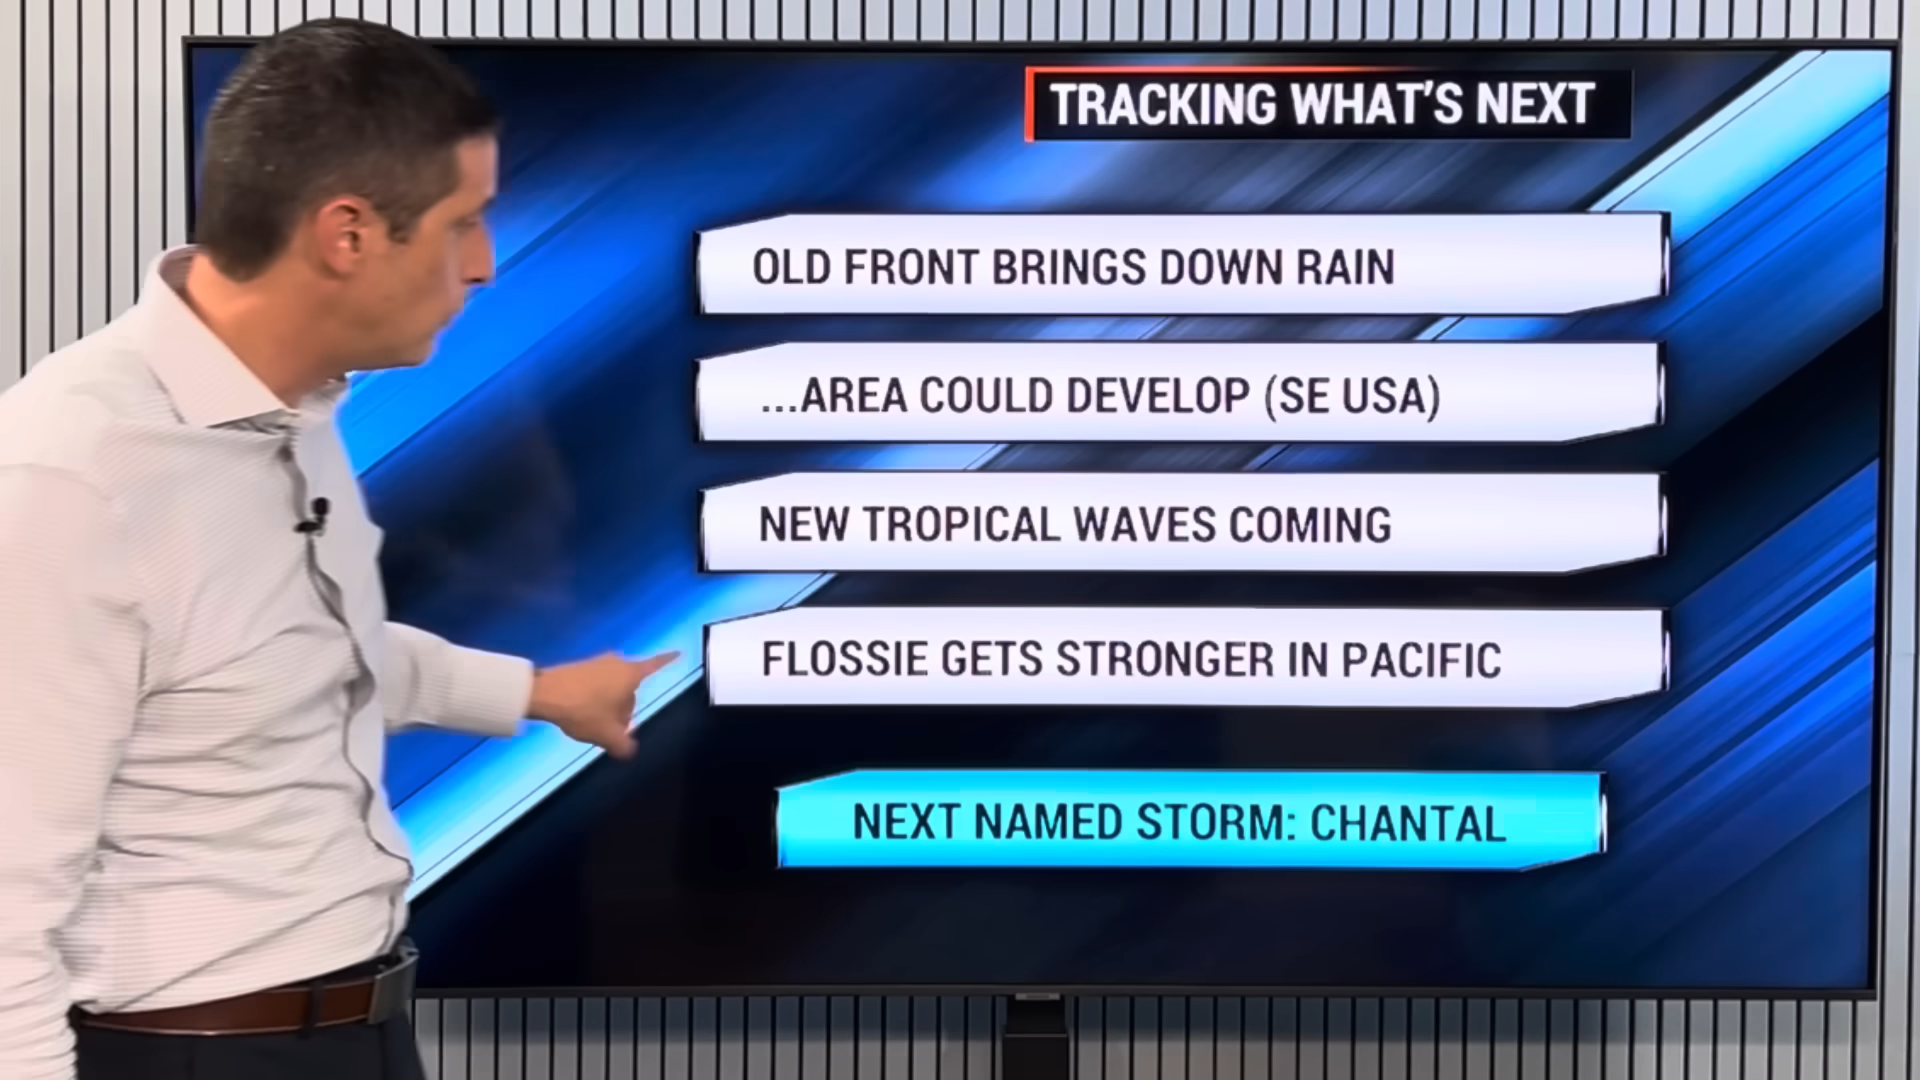 TRACKING WHAT'S NEXT
OLD FRONT BRINGS DOWN RAIN
...AREA COULD DEVELOP (SE USA)
NEW TROPICAL WAVES COMING
FLOSSIE GETS STRONGER IN PACIFIC
NEXT NAMED STORM: CHANTAL